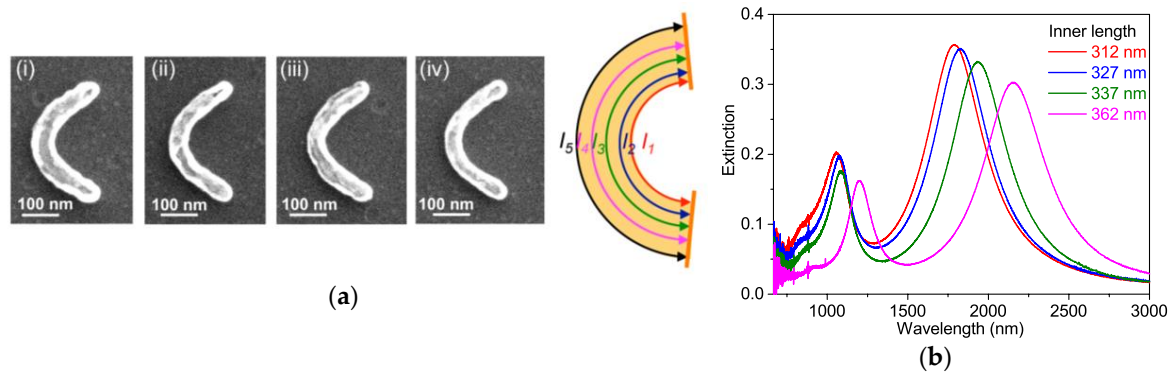 (i)
100 nm
(ii)
100 nm
(iii)
100 nm
(iv)
100 nm
l5 l4 l3 l2 l1
(a)
b)
Extinction
0.4
0.3
0.2
0.1
0.0
1000 1500 2000 2500 3000
Wavelength (nm)
Inner length
312 nm
327 nm
337 nm
362 nm
(b)